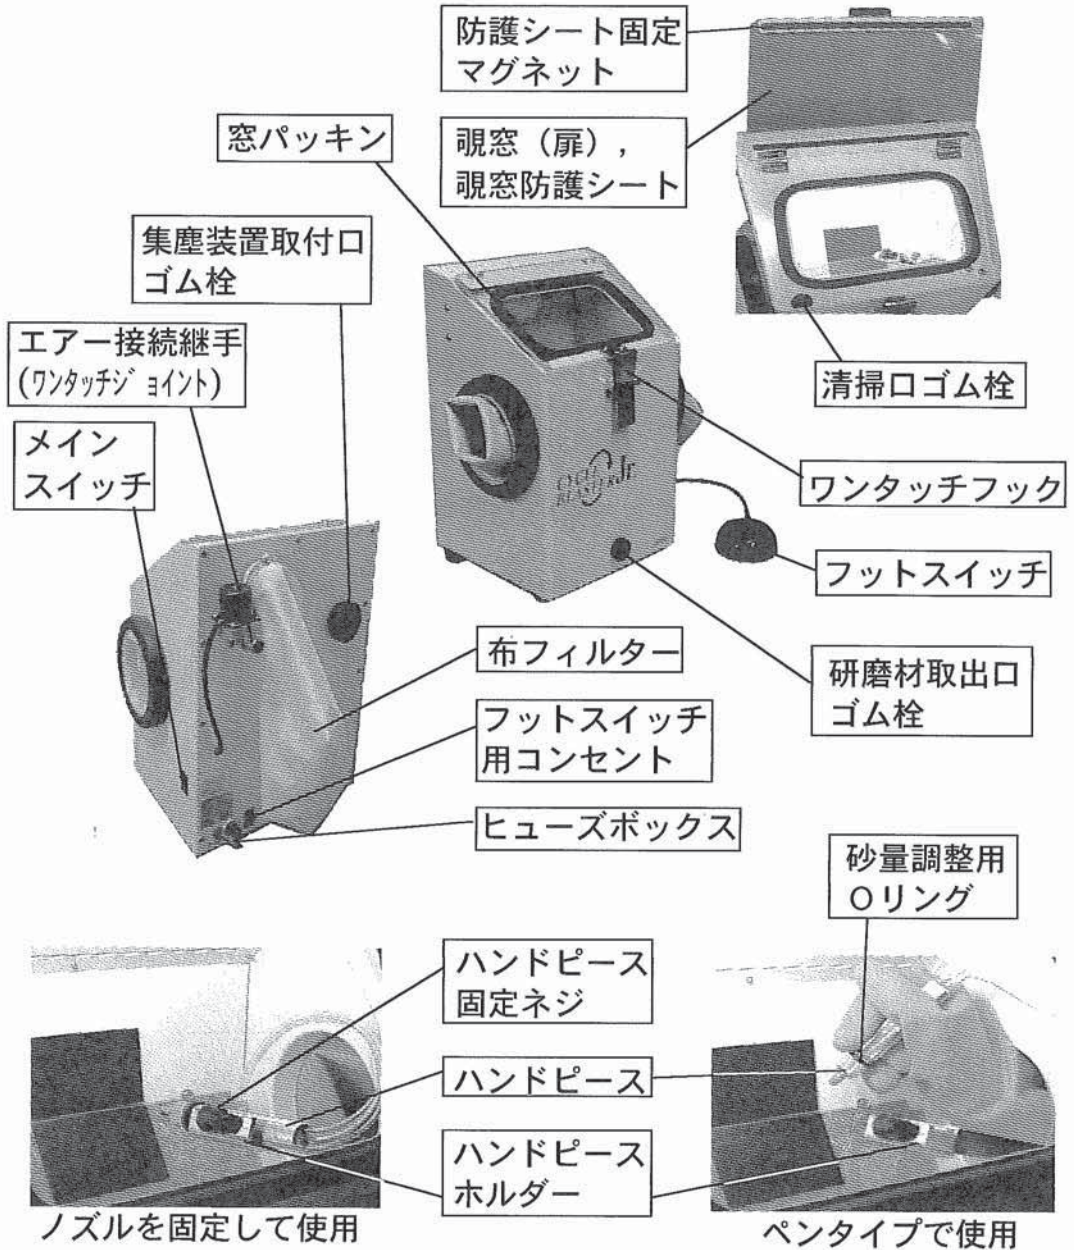 防護シート固定
マグネット
窓パッキン
覗窓（扉），
覗窓防護シート
集塵装置取付口
ゴム栓
エアー接続継手
(ﾜﾝﾀｯﾁｼﾞｮｲﾝﾄ)
清掃口ゴム栓
メイン
スイッチ
ワンタッチフック
Jr.
フットスイッチ
布フィルター
研磨材取出口
ゴム栓
フットスイッチ
用コンセント
ヒューズボックス
砂量調整用
Ｏリング
ハンドピース
固定ネジ
ハンドピース
ハンドピース
ホルダー
ノズルを固定して使用
ペンタイプで使用